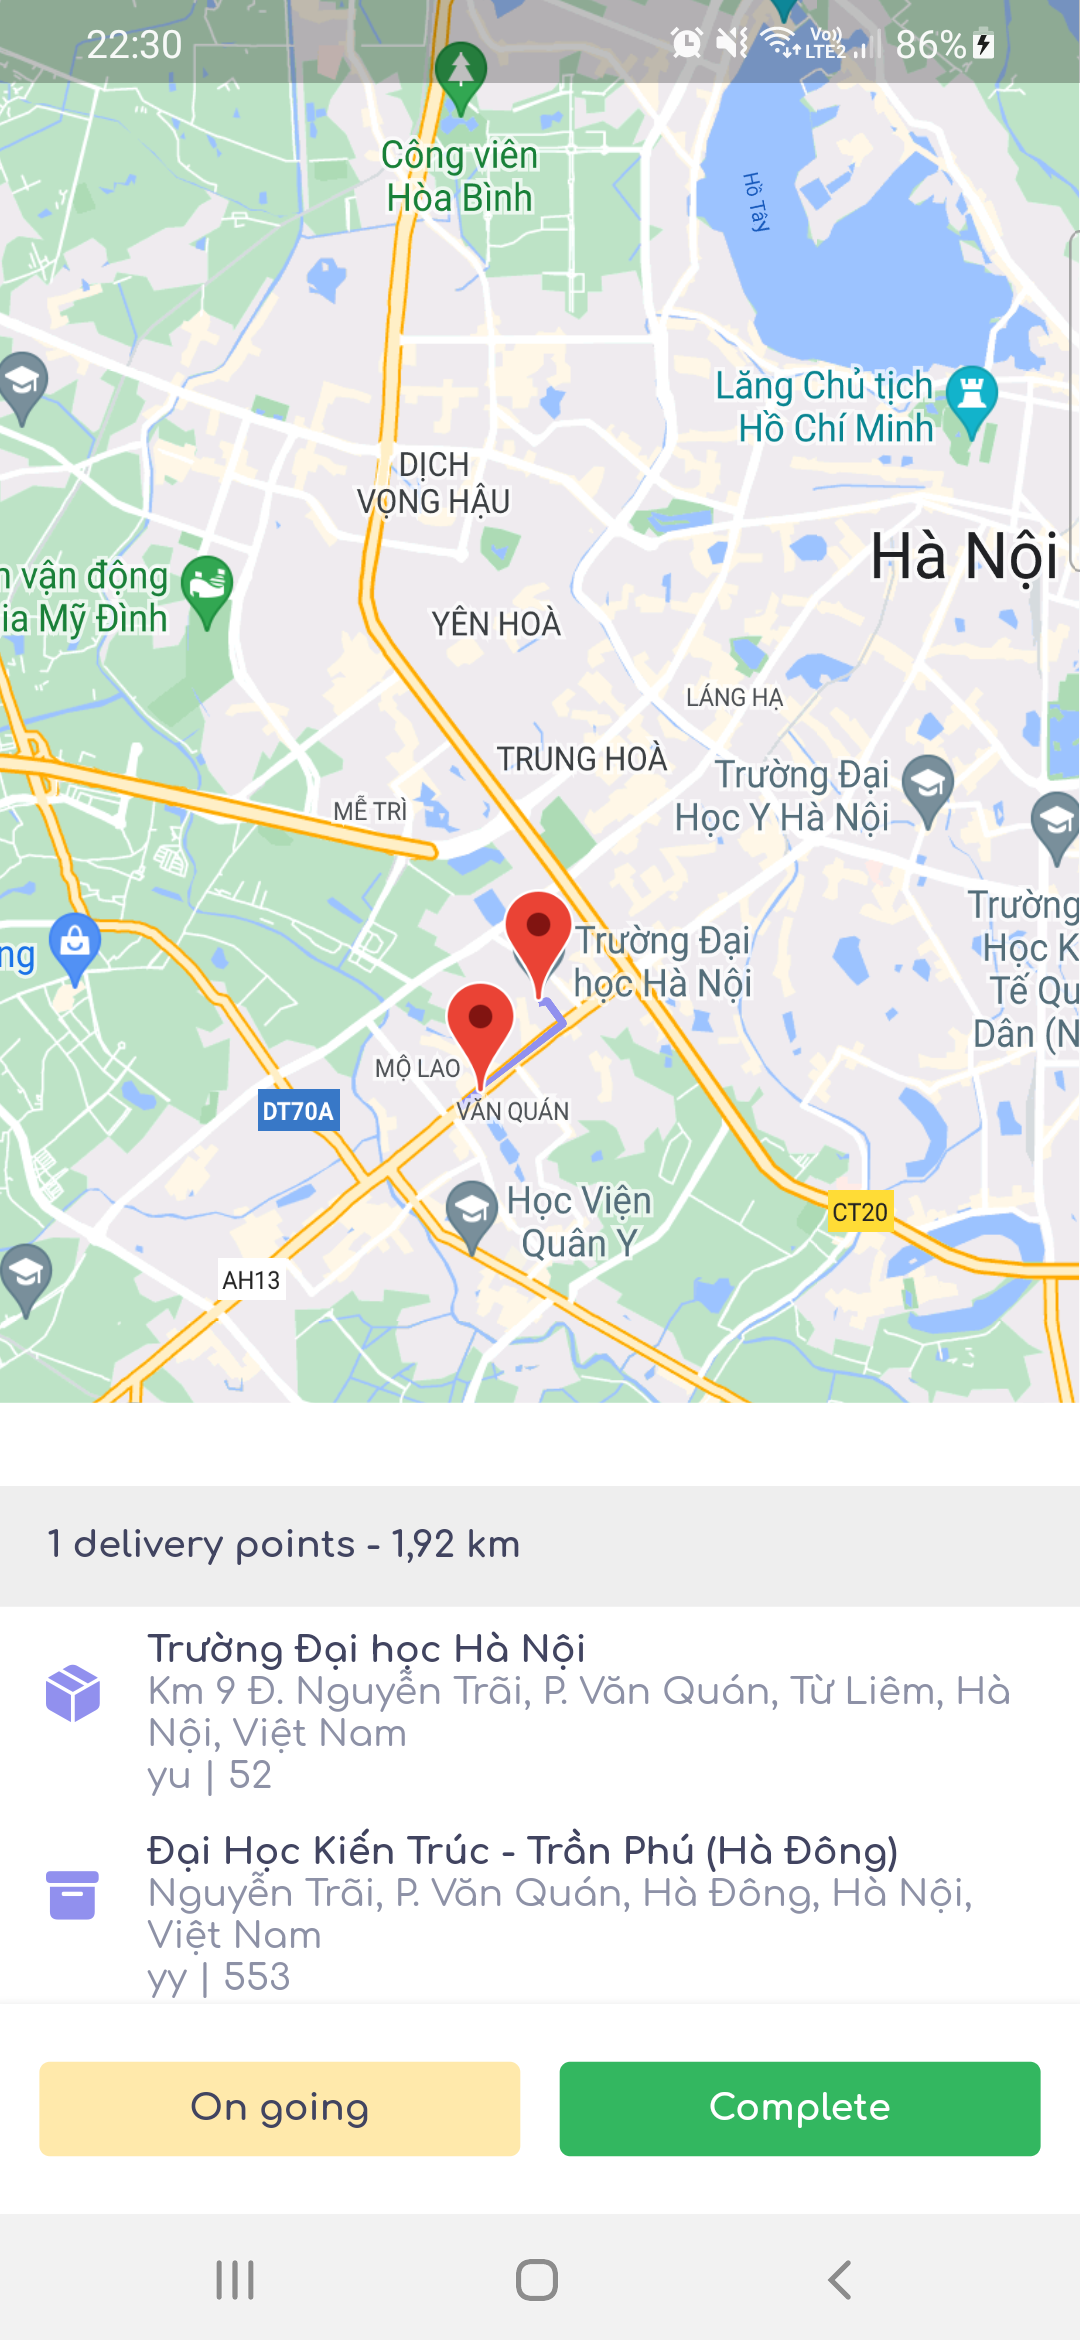 22:30
Vo))
LTE2
86%
Công viên
Hòa Bình
Hồ Tây
Lăng Chủ tịch
Hồ Chí Minh
DỊCH
VỌNG HẬU
Hà Nội
vận động
ia Mỹ Đình
YÊN HOÀ
LÁNG HẠ
TRUNG HOÀ
Trường Đại
Học Y Hà Nội
MỄ TRÌ
Trường
Học K
Tế Qu
Dân (N
ng
Trường Đại
học Hà Nội
MỘ LAO
DT70A
VĂN QUÁN
Học Viện
Quân Y
CT20
AH13
1 delivery points - 1,92 km
Trường Đại học Hà Nội
Km 9 Đ. Nguyễn Trãi, P. Văn Quán, Từ Liêm, Hà
Nội, Việt Nam
yu | 52
Đại Học Kiến Trúc - Trần Phú (Hà Đông)
Nguyễn Trãi, P. Văn Quán, Hà Đông, Hà Nội,
Việt Nam
yy | 553
On going
Complete